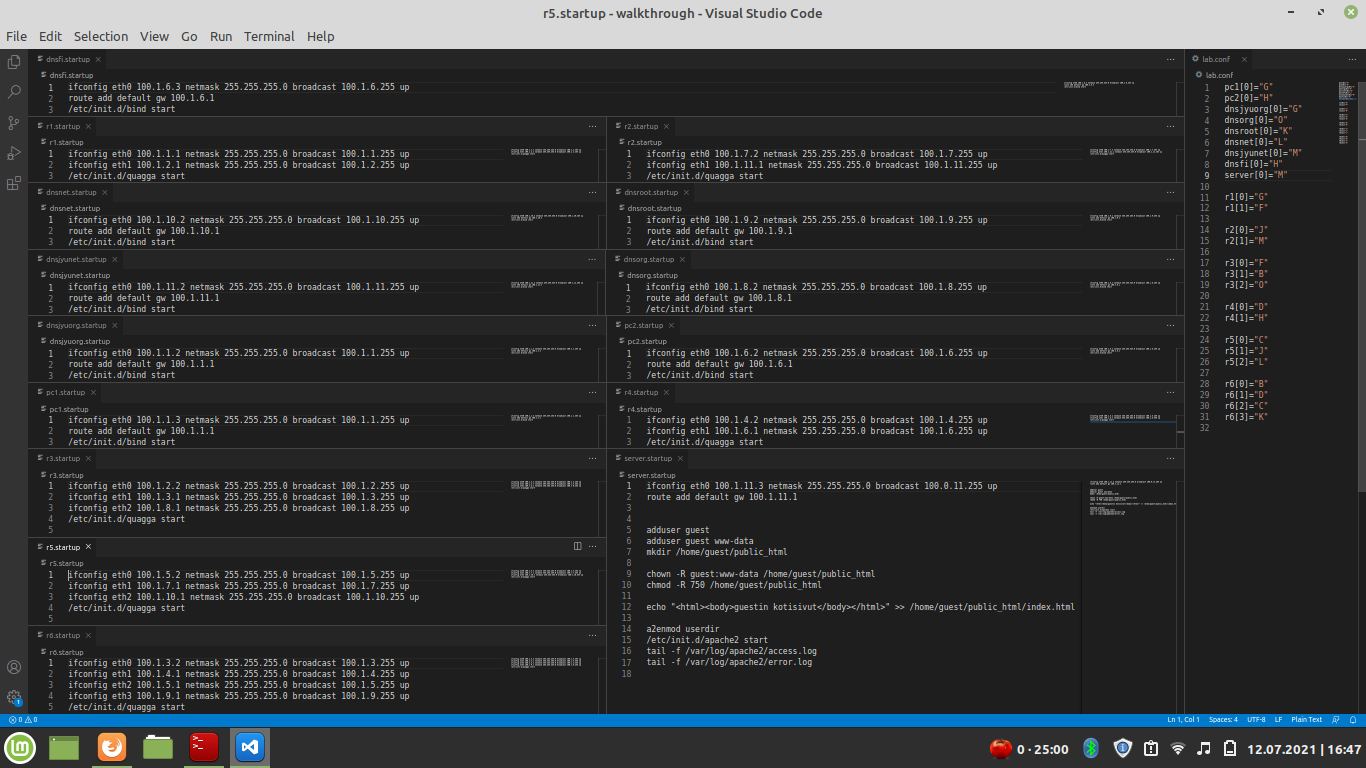 r5.startup - walkthrough - Visual Studio Code
File Edit Selection View Go Run Terminal Help
dnsfi.startup
dnsfi.startup
1 ifconfig eth0 100.1.6.3 netmask 255.255.255.0 broadcast 100.1.6.255 up
2 route add default gw 100.1.6.1
3 /etc/init.d/bind start
r1.startup
r1.startup
1 ifconfig eth0 100.1.1.1 netmask 255.255.255.0 broadcast 100.1.1.255 up
2 ifconfig eth1 100.1.2.1 netmask 255.255.255.0 broadcast 100.1.2.255 up
3 /etc/init.d/quagga start
r2.startup
r2.startup
1 ifconfig eth0 100.1.7.2 netmask 255.255.255.0 broadcast 100.1.7.255 up
2 ifconfig eth1 100.1.11.1 netmask 255.255.255.0 broadcast 100.1.11.255 up
3 /etc/init.d/quagga start
dnsnet.startup
dnsnet.startup
1 ifconfig eth0 100.1.10.2 netmask 255.255.255.0 broadcast 100.1.10.255 up
2 route add default gw 100.1.10.1
3 /etc/init.d/bind start
dnsroot.startup
dnsroot.startup
1 ifconfig eth0 100.1.9.2 netmask 255.255.255.0 broadcast 100.1.9.255 up
2 route add default gw 100.1.9.1
3 /etc/init.d/bind start
dnsjyunet.startup
dnsjyunet.startup
1 ifconfig eth0 100.1.11.2 netmask 255.255.255.0 broadcast 100.1.11.255 up
2 route add default gw 100.1.11.1
3 /etc/init.d/bind start
dnsorg.startup
dnsorg.startup
1 ifconfig eth0 100.1.8.2 netmask 255.255.255.0 broadcast 100.1.8.255 up
2 route add default gw 100.1.8.1
3 /etc/init.d/bind start
dnsjyuorg.startup
dnsjyuorg.startup
1 ifconfig eth0 100.1.1.2 netmask 255.255.255.0 broadcast 100.1.1.255 up
2 route add default gw 100.1.1.1
3 /etc/init.d/bind start
pc2.startup
pc2.startup
1 ifconfig eth0 100.1.6.2 netmask 255.255.255.0 broadcast 100.1.6.255 up
2 route add default gw 100.1.6.1
3 /etc/init.d/bind start
pc1.startup
pc1.startup
1 ifconfig eth0 100.1.1.3 netmask 255.255.255.0 broadcast 100.1.1.255 up
2 route add default gw 100.1.1.1
3 /etc/init.d/bind start
r4.startup
r4.startup
1 ifconfig eth0 100.1.4.2 netmask 255.255.255.0 broadcast 100.1.4.255 up
2 ifconfig eth1 100.1.6.1 netmask 255.255.255.0 broadcast 100.1.6.255 up
3 /etc/init.d/quagga start
r3.startup
r3.startup
1 ifconfig eth0 100.1.2.2 netmask 255.255.255.0 broadcast 100.1.2.255 up
2 ifconfig eth1 100.1.3.1 netmask 255.255.255.0 broadcast 100.1.3.255 up
3 ifconfig eth2 100.1.8.1 netmask 255.255.255.0 broadcast 100.1.8.255 up
4 /etc/init.d/quagga start
5
r5.startup
r5.startup
1 ifconfig eth0 100.1.5.2 netmask 255.255.255.0 broadcast 100.1.5.255 up
2 ifconfig eth1 100.1.7.1 netmask 255.255.255.0 broadcast 100.1.7.255 up
3 ifconfig eth2 100.1.10.1 netmask 255.255.255.0 broadcast 100.1.10.255 up
4 /etc/init.d/quagga start
5
r6.startup
r6.startup
1 ifconfig eth0 100.1.3.2 netmask 255.255.255.0 broadcast 100.1.3.255 up
2 ifconfig eth1 100.1.4.1 netmask 255.255.255.0 broadcast 100.1.4.255 up
3 ifconfig eth2 100.1.5.1 netmask 255.255.255.0 broadcast 100.1.5.255 up
4 ifconfig eth3 100.1.9.1 netmask 255.255.255.0 broadcast 100.1.9.255 up
5 /etc/init.d/quagga start
server.startup
server.startup
1 ifconfig eth0 100.1.11.3 netmask 255.255.255.0 broadcast 100.0.11.255 up
2 route add default gw 100.1.11.1
3
4
5 adduser guest
6 adduser guest www-data
7 mkdir /home/guest/public_html
8
9 chown -R guest:www-data /home/guest/public_html
10 chmod -R 750 /home/guest/public_html
11
12 echo "<html><body>guestin kotisivut</body></html>" >> /home/guest/public_html/index.html
13
14 a2enmod userdir
15 /etc/init.d/apache2 start
16 tail -f /var/log/apache2/access.log
17 tail -f /var/log/apache2/error.log
18
lab.conf
lab.conf
1 pc1[0]="G"
2 pc2[0]="H"
3 dnsjyuorg[0]="G"
4 dnsorg[0]="O"
5 dnsroot[0]="K"
6 dnsnet[0]="L"
7 dnsjyunet[0]="M"
8 dnsfi[0]="H"
9 server[0]="M"
10
11 r1[0]="G"
12 r1[1]="F"
13
14 r2[0]="J"
15 r2[1]="M"
16
17 r3[0]="F"
18 r3[1]="B"
19 r3[2]="O"
20
21 r4[0]="D"
22 r4[1]="H"
23
24 r5[0]="C"
25 r5[1]="J"
26 r5[2]="L"
27
28 r6[0]="B"
29 r6[1]="D"
30 r6[2]="C"
31 r6[3]="K"
32
1
0 0 Ln 1, Col 1 Spaces: 4 UTF-8 LF Plain Text
0 · 25:00 12.07.2021 | 16:47